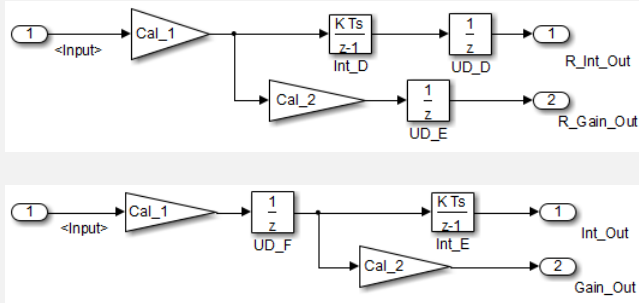 1
<Input>
Cal_1
K Ts
z-1
Int_D
1
z
UD_D
1
R_Int_Out
Cal_2
1
z
UD_E
2
R_Gain_Out
1
<Input>
Cal_1
1
z
UD_F
K Ts
z-1
Int_E
1
Int_Out
Cal_2
2
Gain_Out